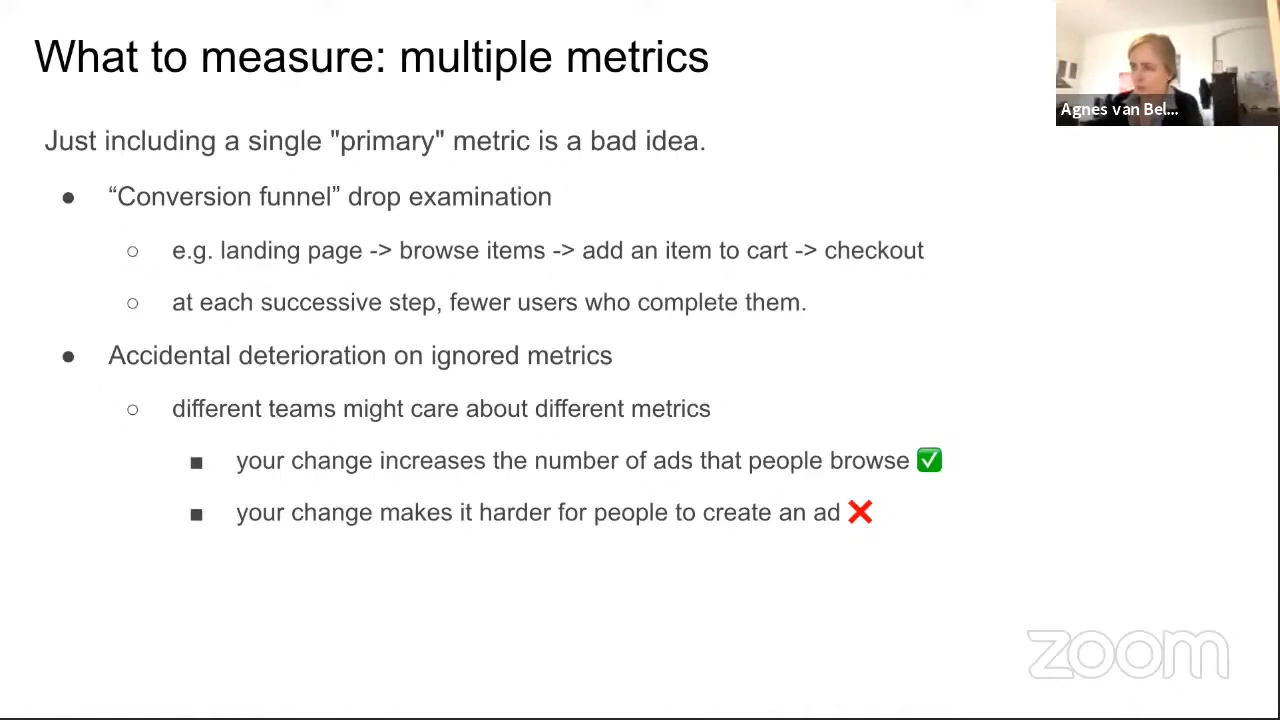 What to measure: multiple metrics
Agnes van Bel...
Just including a single "primary" metric is a bad idea.
● “Conversion funnel” drop examination
○ e.g. landing page -> browse items -> add an item to cart -> checkout
○ at each successive step, fewer users who complete them.
● Accidental deterioration on ignored metrics
○ different teams might care about different metrics
■ your change increases the number of ads that people browse ✅
■ your change makes it harder for people to create an ad ❌
zoom